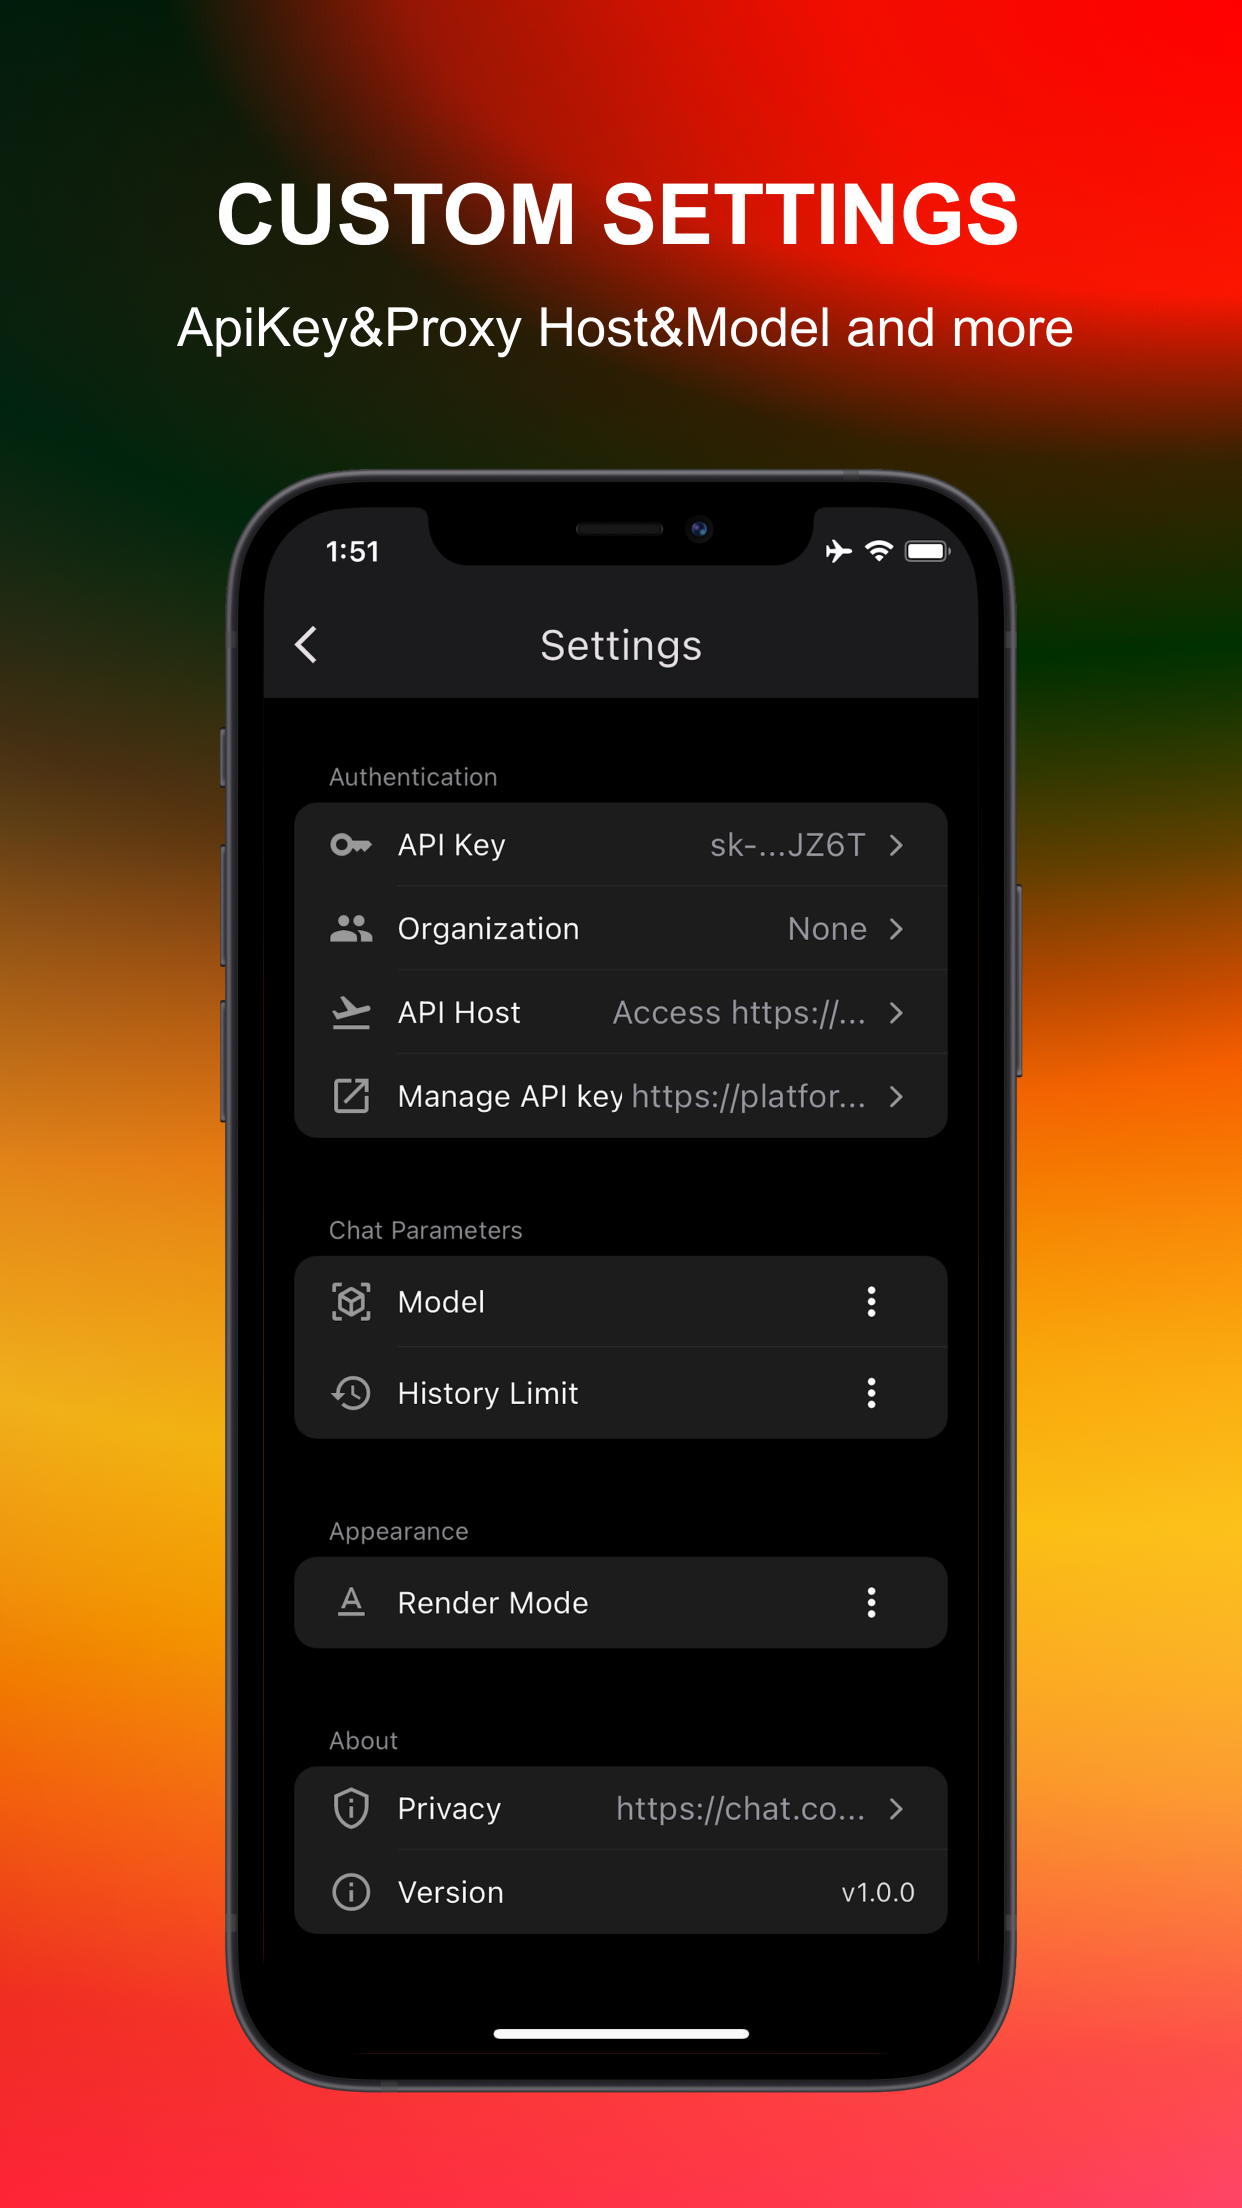 CUSTOM SETTINGS
ApiKey&Proxy Host&Model and more
1:51
Settings
Authentication
API Key sk-...JZ6T
Organization None
API Host Access https://...
Manage API key https://platfor...
Chat Parameters
Model
History Limit
Appearance
Render Mode
About
Privacy https://chat.co...
Version v1.0.0